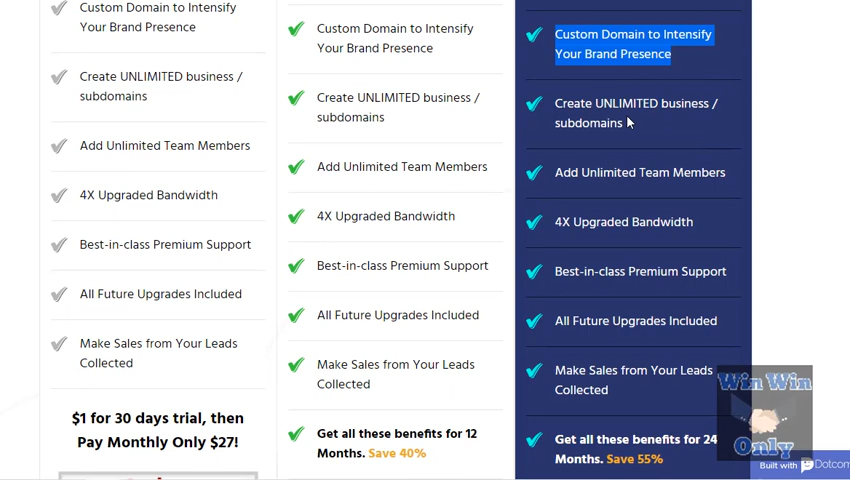 Custom Domain to Intensify
Your Brand Presence
Create UNLIMITED business /
subdomains
Add Unlimited Team Members
4X Upgraded Bandwidth
Best-in-class Premium Support
All Future Upgrades Included
Make Sales from Your Leads
Collected
$1 for 30 days trial, then
Pay Monthly Only $27!
Custom Domain to Intensify
Your Brand Presence
Create UNLIMITED business /
subdomains
Add Unlimited Team Members
4X Upgraded Bandwidth
Best-in-class Premium Support
All Future Upgrades Included
Make Sales from Your Leads
Collected
Get all these benefits for 12
Months. Save 40%
Custom Domain to Intensify
Your Brand Presence
Create UNLIMITED business /
subdomains
Add Unlimited Team Members
4X Upgraded Bandwidth
Best-in-class Premium Support
All Future Upgrades Included
Make Sales from Your Leads
Collected
Get all these benefits for 24
Months. Save 55%
Win Win
Only
Built with Dotcom